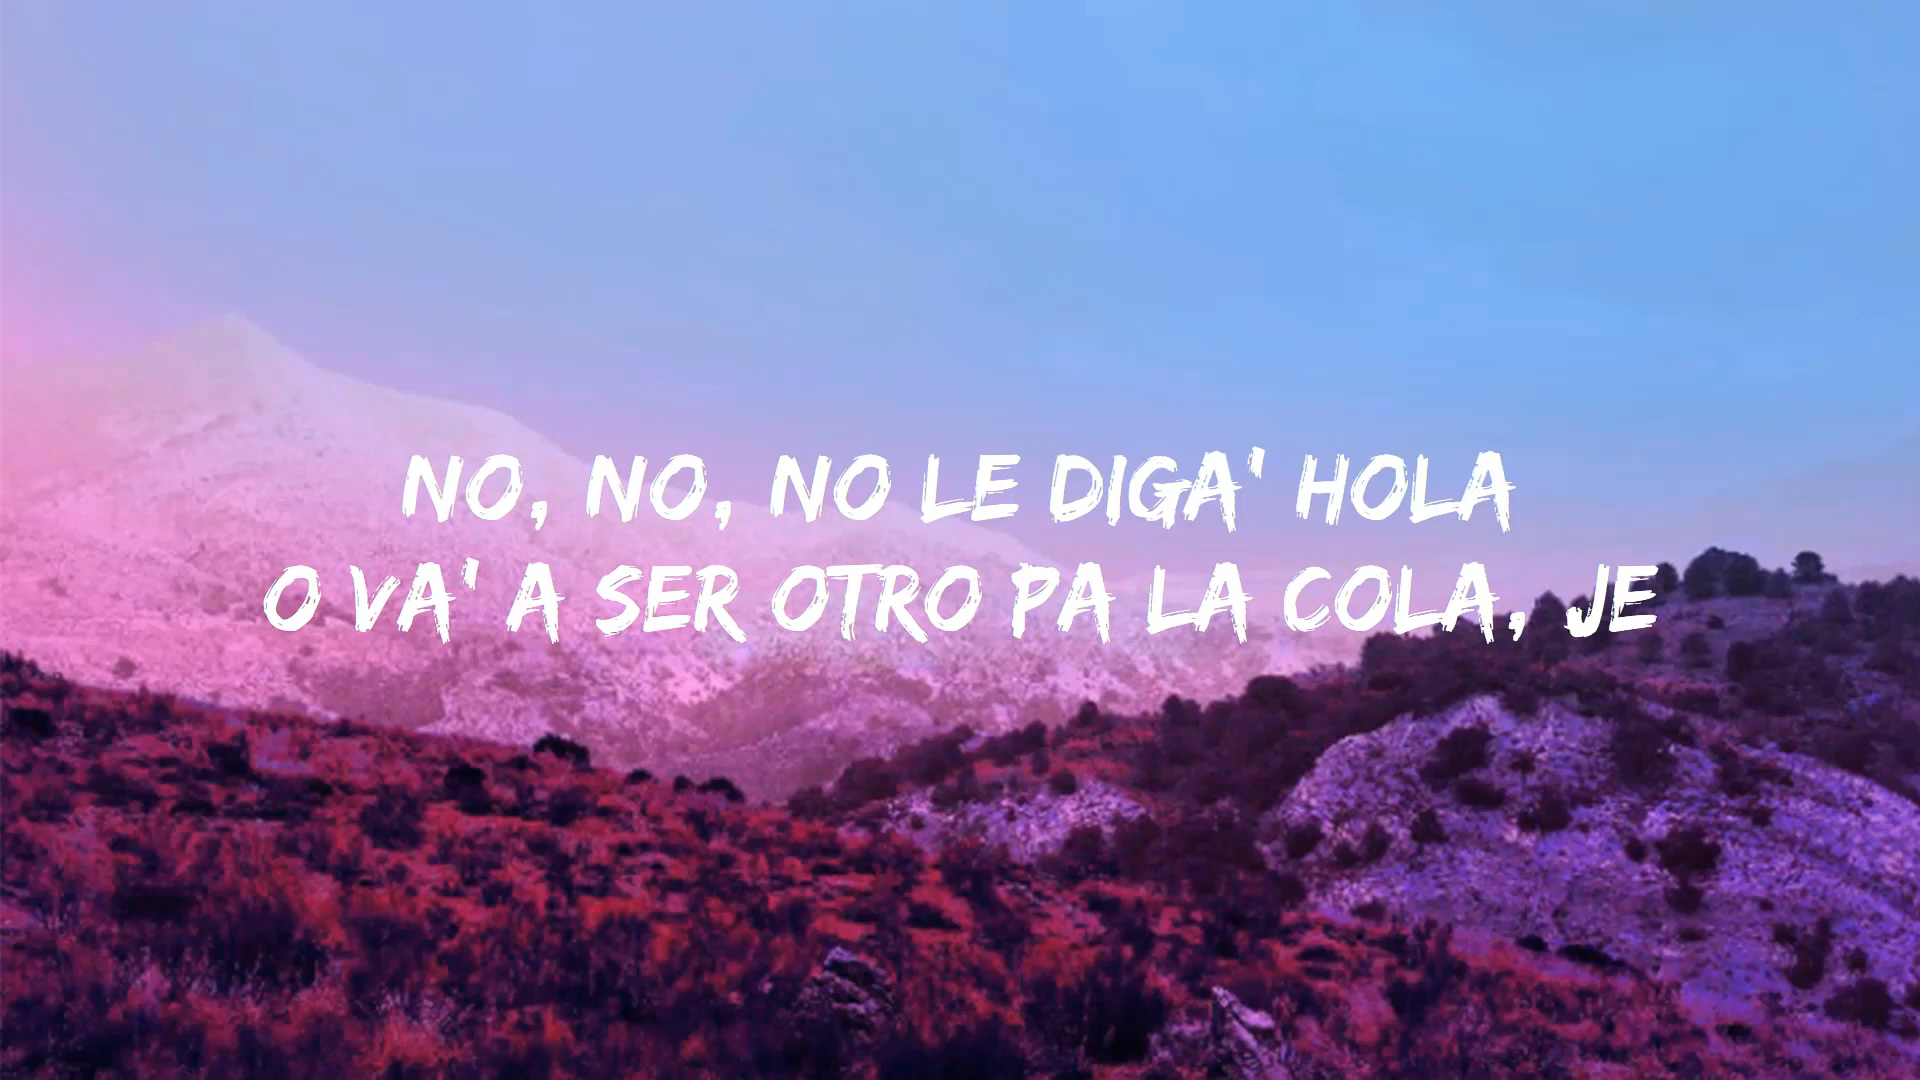 NO, NO, NO LE DIGA' HOLA
O VA' A SER OTRO PA LA COLA, JE